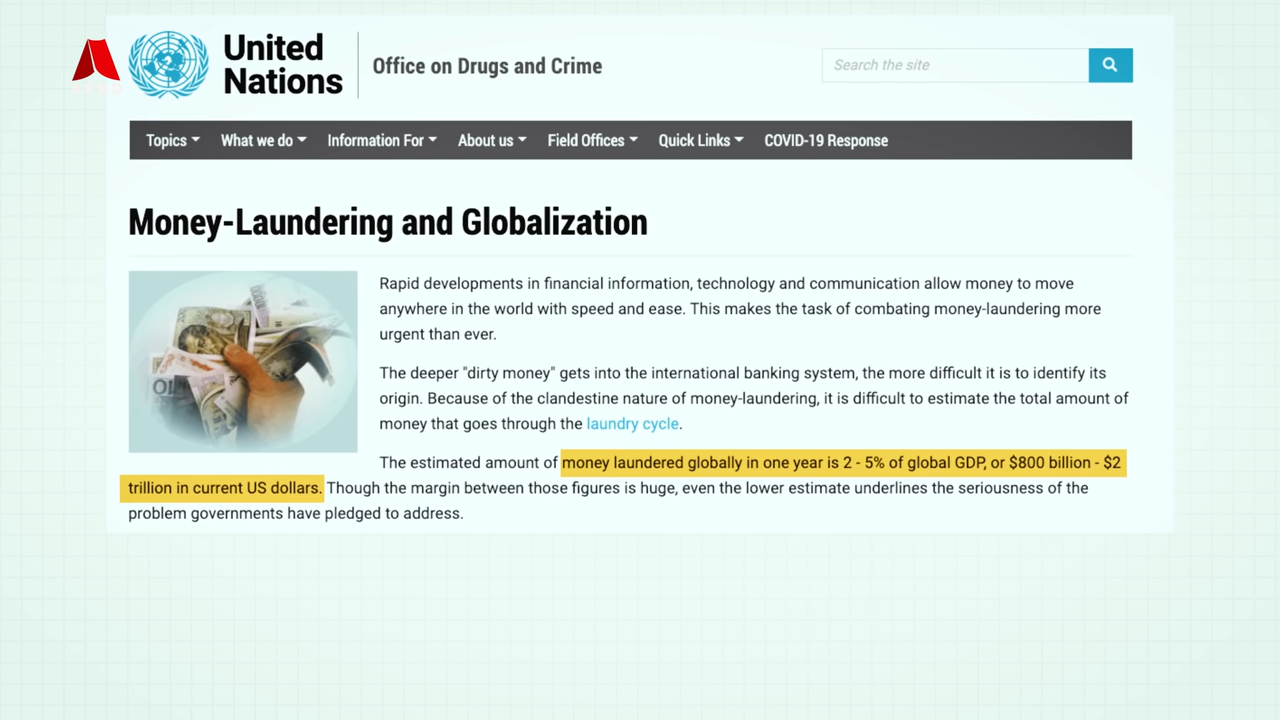 United
Nations
Office on Drugs and Crime
Search the site
Topics
What we do
Information For
About us
Field Offices
Quick Links
COVID-19 Response
Money-Laundering and Globalization
Rapid developments in financial information, technology and communication allow money to move
anywhere in the world with speed and ease. This makes the task of combating money-laundering more
urgent than ever.
The deeper "dirty money" gets into the international banking system, the more difficult it is to identify its
origin. Because of the clandestine nature of money-laundering, it is difficult to estimate the total amount of
money that goes through the laundry cycle.
The estimated amount of money laundered globally in one year is 2 - 5% of global GDP, or $800 billion - $2
trillion in current US dollars. Though the margin between those figures is huge, even the lower estimate underlines the seriousness of the
problem governments have pledged to address.